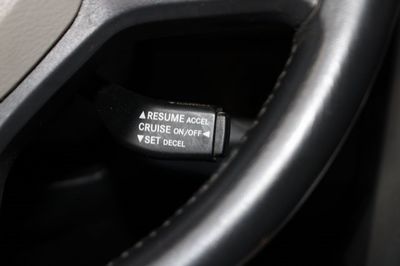 ▲RESUME ACCEL
CRUISE ON/OFF◄
▼SET DECEL